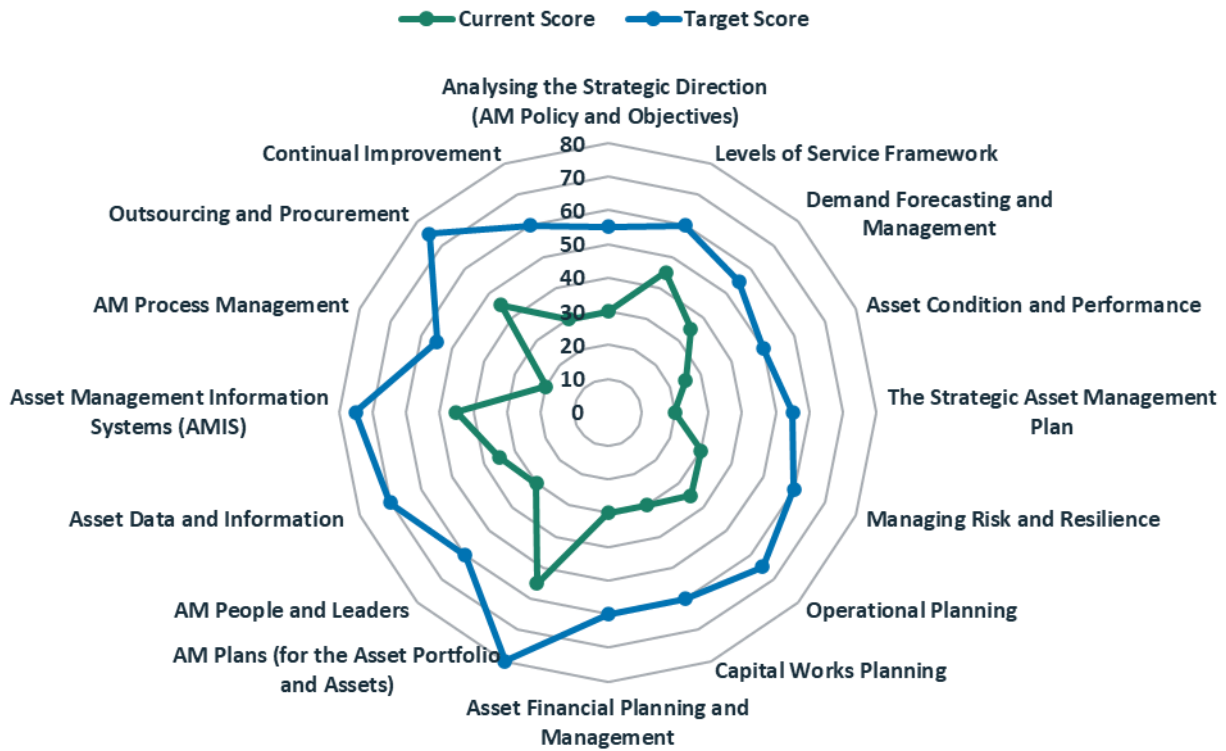 Current Score
Target Score
Analysing the Strategic Direction
(AM Policy and Objectives)
Levels of Service Framework
Demand Forecasting and
Management
Asset Condition and Performance
The Strategic Asset Management
Plan
Managing Risk and Resilience
Operational Planning
Capital Works Planning
Asset Financial Planning and
Management
AM Plans (for the Asset Portfolio
and Assets)
AM People and Leaders
Asset Data and Information
Asset Management Information
Systems (AMIS)
AM Process Management
Outsourcing and Procurement
Continual Improvement
80
70
60
50
40
30
20
10
0